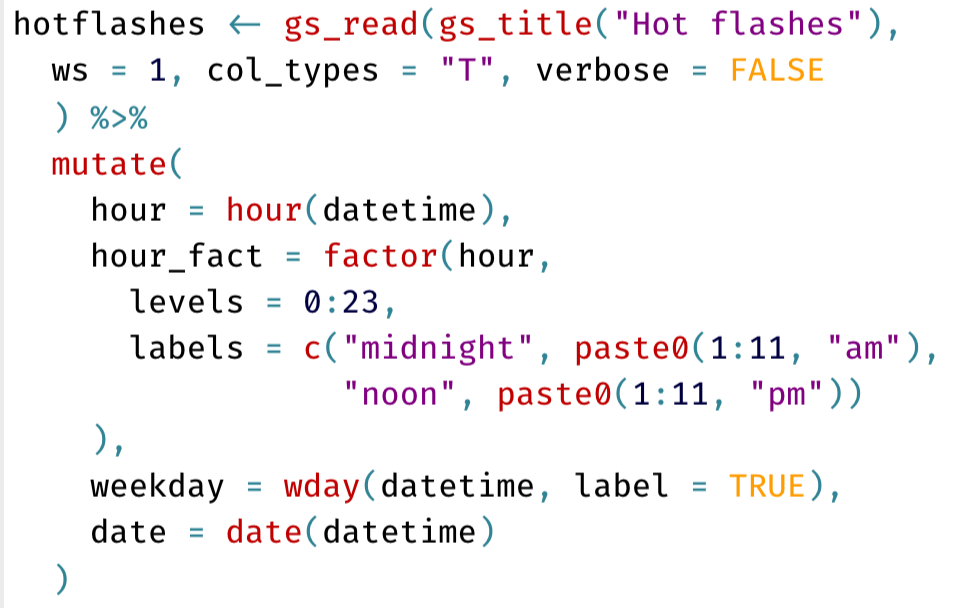 hotflashes ← gs_read(gs_title("Hot flashes"),
  ws = 1, col_types = "T", verbose = FALSE
  ) %>%
  mutate(
    hour = hour(datetime),
    hour_fact = factor(hour,
      levels = 0:23,
      labels = c("midnight", paste0(1:11, "am"),
                 "noon", paste0(1:11, "pm"))
    ),
    weekday = wday(datetime, label = TRUE),
    date = date(datetime)
  )